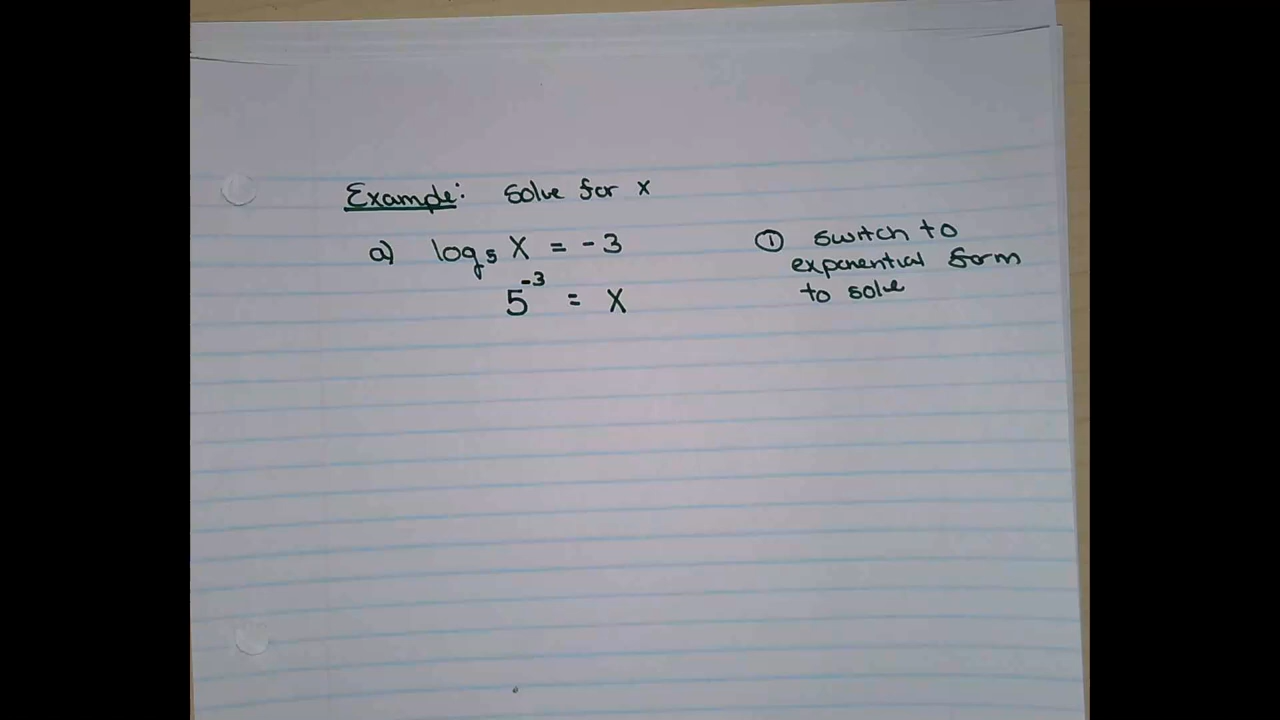 Example: Solve for x
a) log₅ x = -3
5⁻³ = x
① switch to
exponential form
to solve